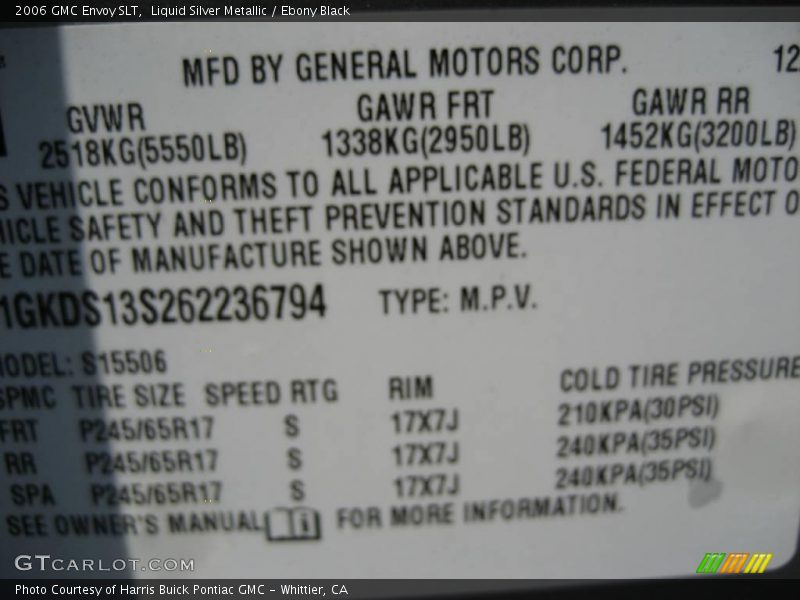 2006 GMC Envoy SLT,  Liquid Silver Metallic / Ebony Black
MFD BY GENERAL MOTORS CORP. 12
GVWR GAWR FRT GAWR RR
2518KG(5550LB) 1338KG(2950LB) 1452KG(3200LB)
S VEHICLE CONFORMS TO ALL APPLICABLE U.S. FEDERAL MOTO
HICLE SAFETY AND THEFT PREVENTION STANDARDS IN EFFECT O
E DATE OF MANUFACTURE SHOWN ABOVE.
1GKDS13S262236794 TYPE: M.P.V.
MODEL: S15506
SPMC TIRE SIZE SPEED RTG RIM COLD TIRE PRESSURE
FRT P245/65R17 S 17X7J 210KPA(30PSI)
RR P245/65R17 S 17X7J 240KPA(35PSI)
SPA P245/65R17 S 17X7J 240KPA(35PSI)
SEE OWNER'S MANUAL FOR MORE INFORMATION.
GTCARLOT.COM
Photo Courtesy of Harris Buick Pontiac GMC - Whittier, CA